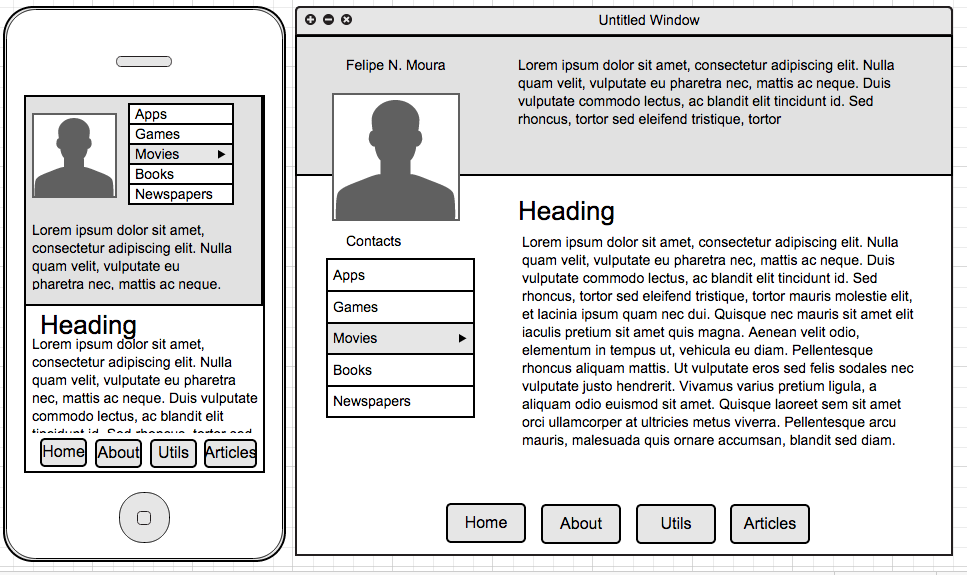 Apps
Games
Movies
Books
Newspapers
Lorem ipsum dolor sit amet,
consectetur adipiscing elit. Nulla
quam velit, vulputate eu
pharetra nec, mattis ac neque.
Heading
Lorem ipsum dolor sit amet,
consectetur adipiscing elit. Nulla
quam velit, vulputate eu pharetra
nec, mattis ac neque. Duis vulputate
commodo lectus, ac blandit elit
tincidunt id. Sed rhoncus, tortor sed
Home
About
Utils
Articles
Untitled Window
Felipe N. Moura
Lorem ipsum dolor sit amet, consectetur adipiscing elit. Nulla
quam velit, vulputate eu pharetra nec, mattis ac neque. Duis
vulputate commodo lectus, ac blandit elit tincidunt id. Sed
rhoncus, tortor sed eleifend tristique, tortor
Contacts
Apps
Games
Movies
Books
Newspapers
Heading
Lorem ipsum dolor sit amet, consectetur adipiscing elit. Nulla
quam velit, vulputate eu pharetra nec, mattis ac neque. Duis
vulputate commodo lectus, ac blandit elit tincidunt id. Sed
rhoncus, tortor sed eleifend tristique, tortor mauris molestie elit,
et lacinia ipsum quam nec dui. Quisque nec mauris sit amet elit
iaculis pretium sit amet quis magna. Aenean velit odio,
elementum in tempus ut, vehicula eu diam. Pellentesque
rhoncus aliquam mattis. Ut vulputate eros sed felis sodales nec
vulputate justo hendrerit. Vivamus varius pretium ligula, a
aliquam odio euismod sit amet. Quisque laoreet sem sit amet
orci ullamcorper at ultricies metus viverra. Pellentesque arcu
mauris, malesuada quis ornare accumsan, blandit sed diam.
Home
About
Utils
Articles